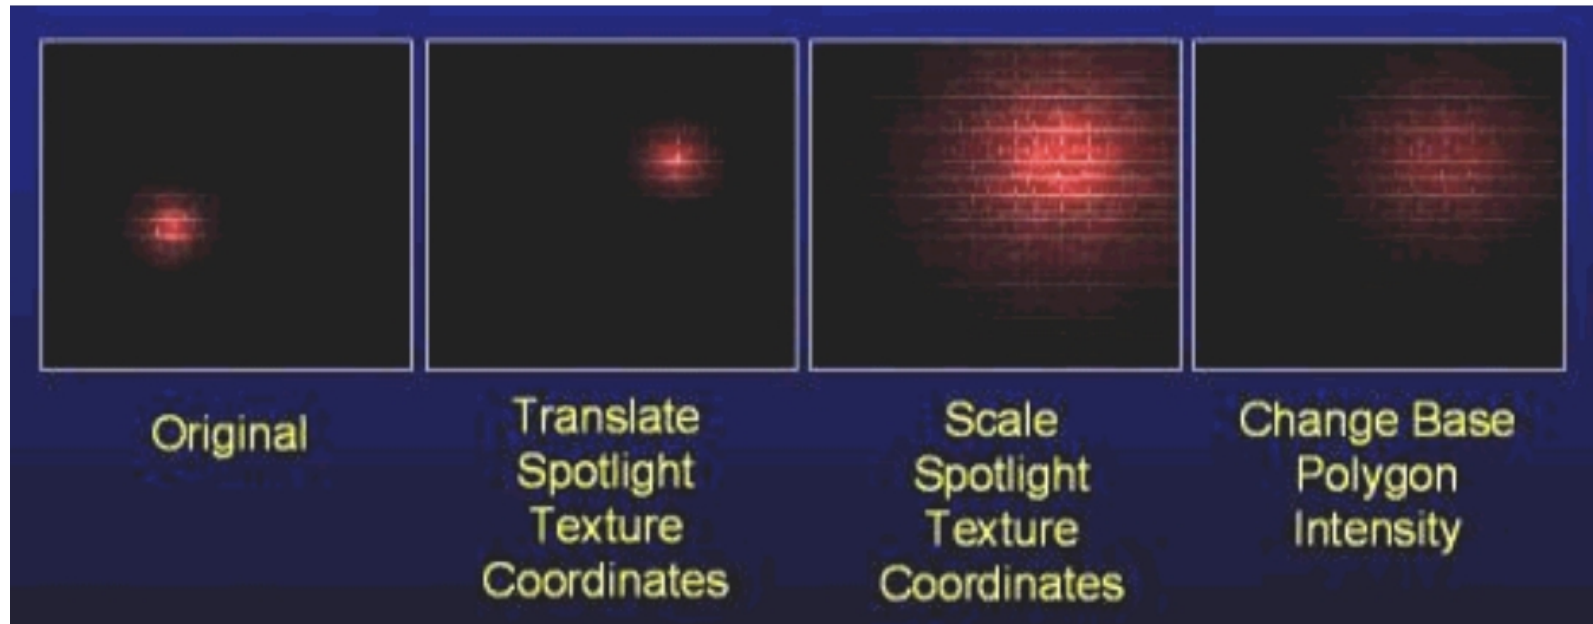 Original
Translate
Spotlight
Texture
Coordinates
Scale
Spotlight
Texture
Coordinates
Change Base
Polygon
Intensity